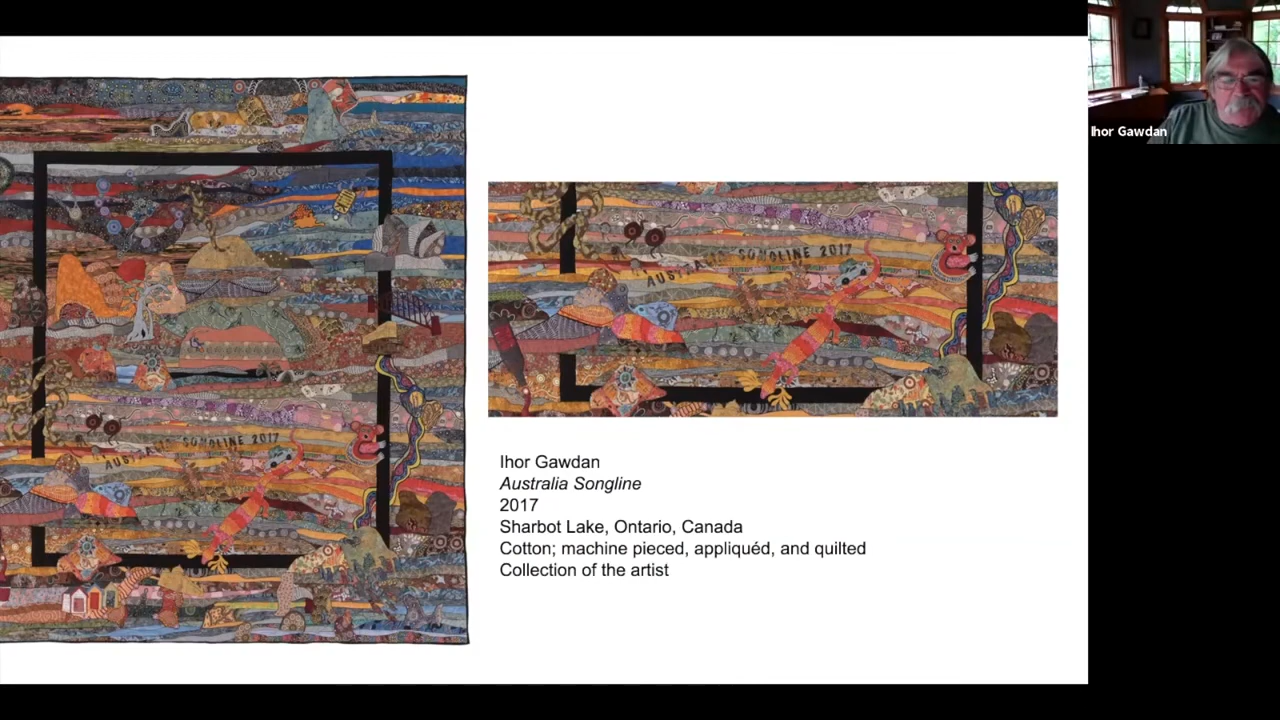 Ihor Gawdan
AUSTRALIA SONGLINE 2017
AUSTRALIA SONGLINE 2017
Ihor Gawdan
Australia Songline
2017
Sharbot Lake, Ontario, Canada
Cotton; machine pieced, appliquéd, and quilted
Collection of the artist